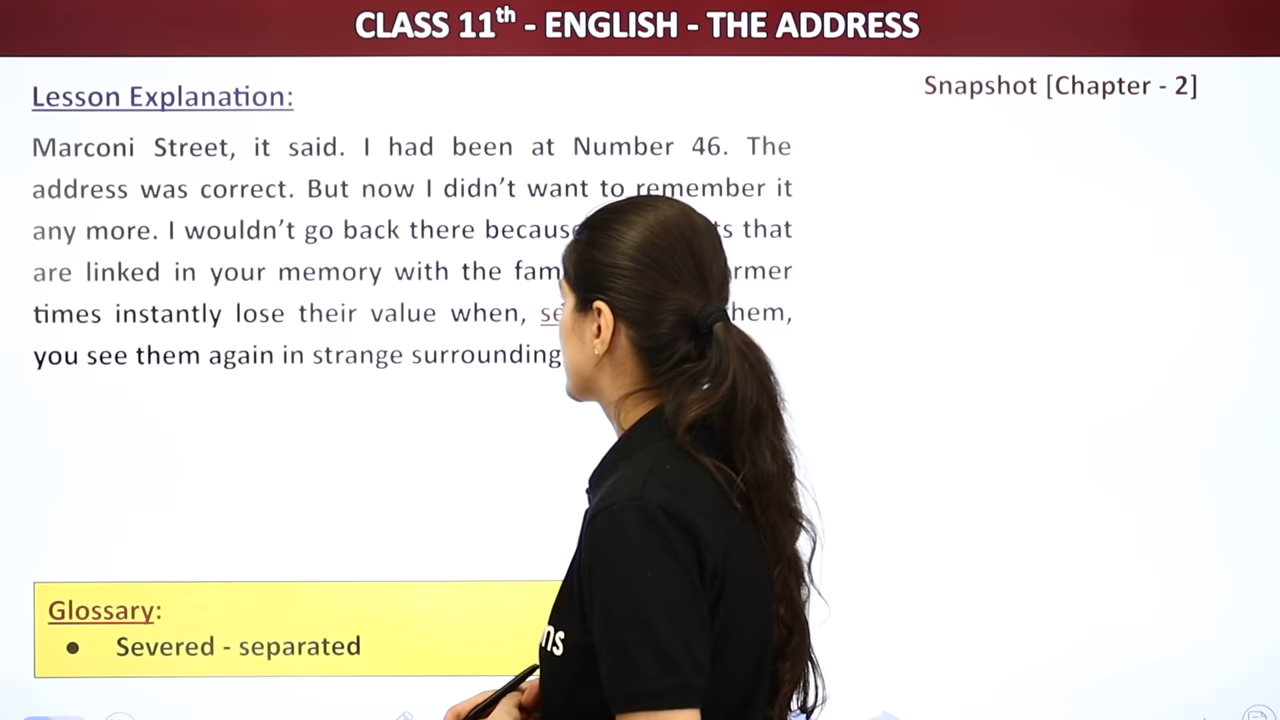 CLASS 11th - ENGLISH - THE ADDRESS
Snapshot [Chapter - 2]
Lesson Explanation:
Marconi Street, it said. I had been at Number 46. The
address was correct. But now I didn't want to remember it
any more. I wouldn't go back there that
are linked in your memory with the
times instantly lose their value when,
you see them again in strange
Glossary:
● Severed - separated